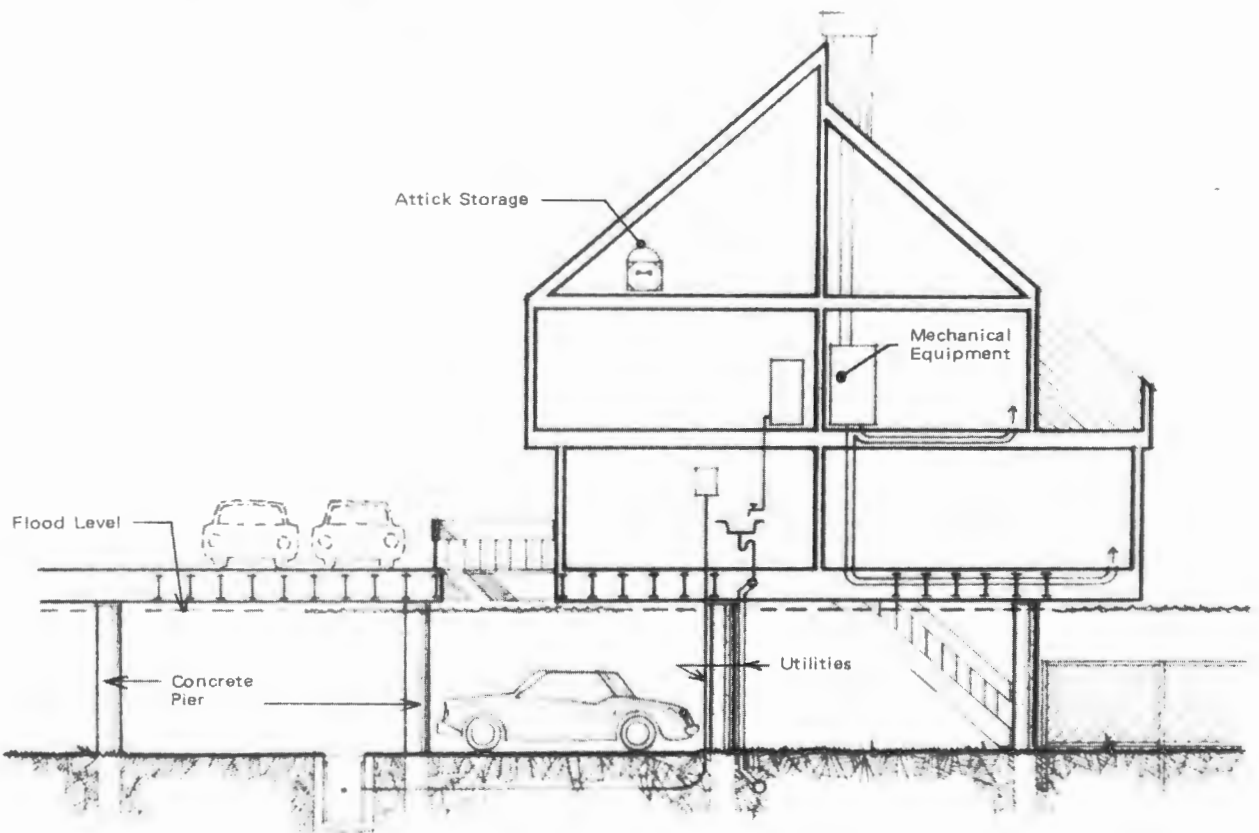 Attick Storage
Mechanical
Equipment
Flood Level
Utilities
Concrete
Pier